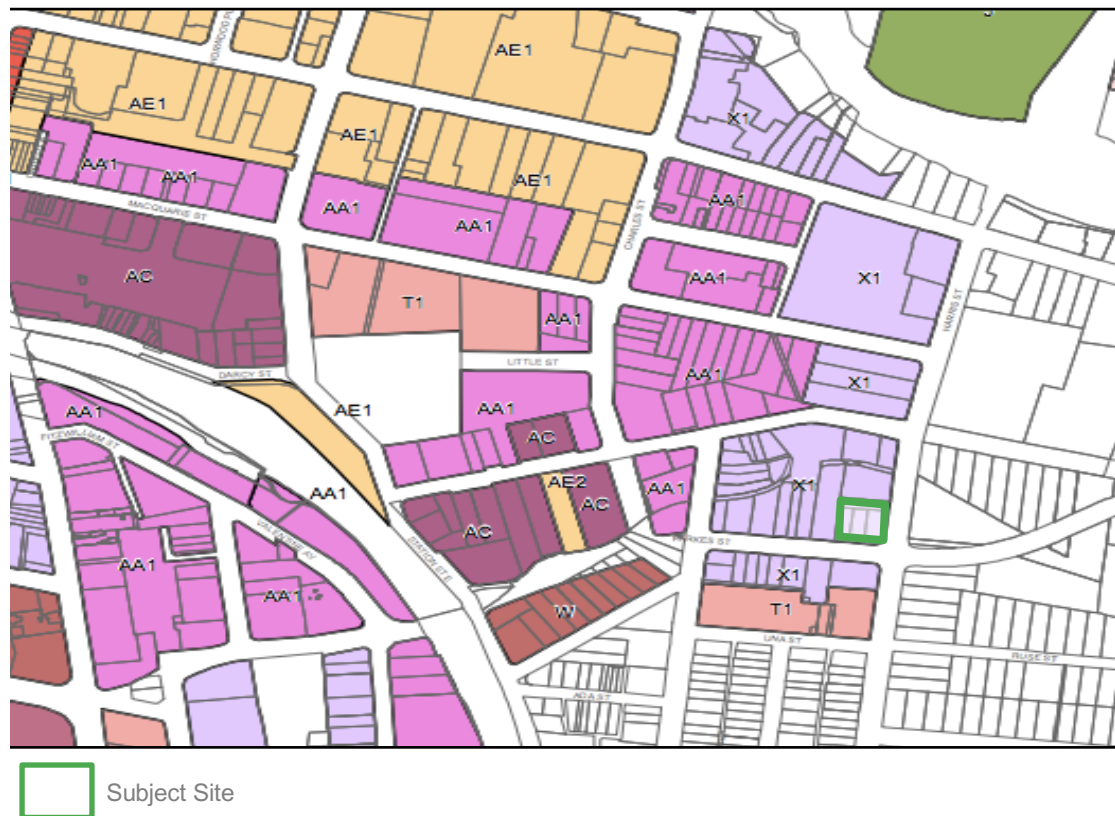 HORWOOD PL
AE1
AE1
X1
AE1
AE1
AA1
AA1
AA1
AA1
AA1
MACQUARIE ST
CHARLES ST
AC
T1
AA1
X1
HARRIS ST
AA1
LITTLE ST
DARCY ST
AA1
X1
AE1
AA1
AA1
FITZWILLIAM ST
AC
AE2
AA1
AC
AC
AA1
X1
VALENTINE AV
STATION ST E
PARKES ST
AA1
AA1
W
X1
T1
UNA ST
RUSE ST
ADA ST
Subject Site